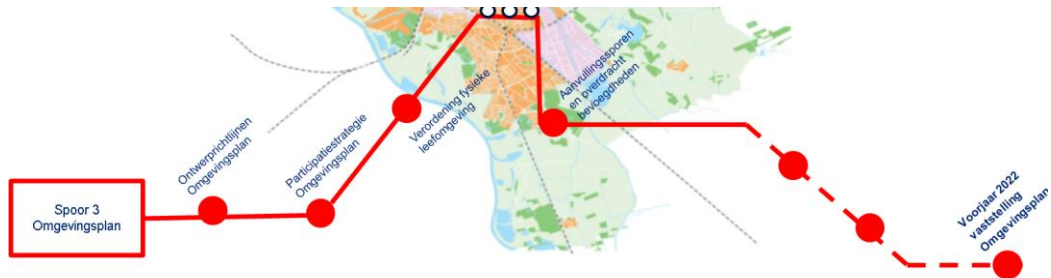 Spoor 3
Omgevingsplan
Ontwerprichtlijnen
Omgevingsplan
Participatiestrategie
Omgevingsplan
Verordening fysieke
leefomgeving
Aanvullingssporen
en overdracht
bevoegdheden
Voorjaar 2022
vaststelling
Omgevingsplan